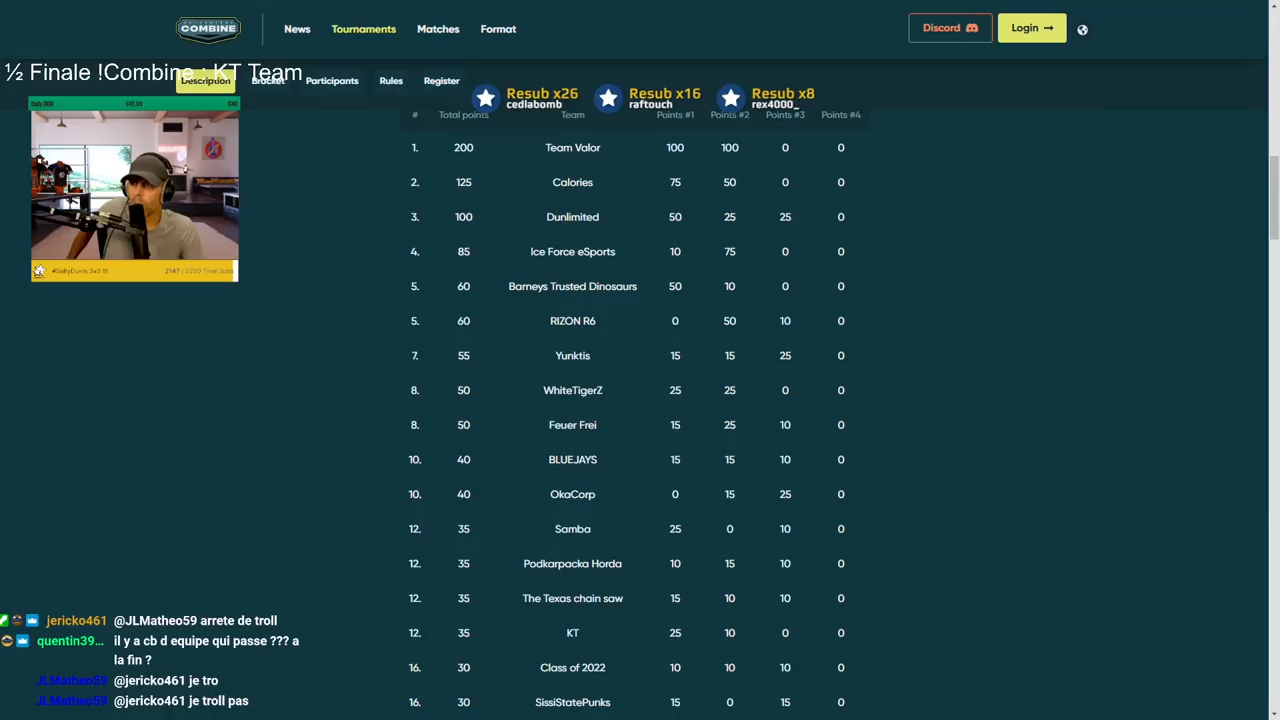 COMBINE
News
Tournaments
Matches
Format
Discord
Login →
½ Finale !Combine : KT Team
Description
Bracket
Participants
Rules
Register
Resub x26
cedlabomb
Resub x16
raftouch
Resub x8
rex4000_
Daily DON €45.00 €40
# Total points Team Points #1 Points #2 Points #3 Points #4
1. 200 Team Valor 100 100 0 0
2. 125 Calories 75 50 0 0
3. 100 Dunlimited 50 25 25 0
4. 85 Ice Force eSports 10 75 0 0
5. 60 Barneys Trusted Dinosaurs 50 10 0 0
5. 60 RIZON R6 0 50 10 0
7. 55 Yunktis 15 15 25 0
8. 50 WhiteTigerZ 25 25 0 0
8. 50 Feuer Frei 15 25 10 0
10. 40 BLUEJAYS 15 15 10 0
10. 40 OkaCorp 0 15 25 0
12. 35 Samba 25 0 10 0
12. 35 Podkarpacka Horda 10 15 10 0
12. 35 The Texas chain saw 15 10 10 0
12. 35 KT 25 10 0 0
16. 30 Class of 2022 10 10 10 0
16. 30 SissiStatePunks 15 0 15 0
2147 / 2200 Total Subs
jericko461 @JLMatheo59 arrete de troll
quentin39... il y a cb d equipe qui passe ??? a
la fin ?
JLMatheo59 @jericko461 je tro
JLMatheo59 @jericko461 je troll pas